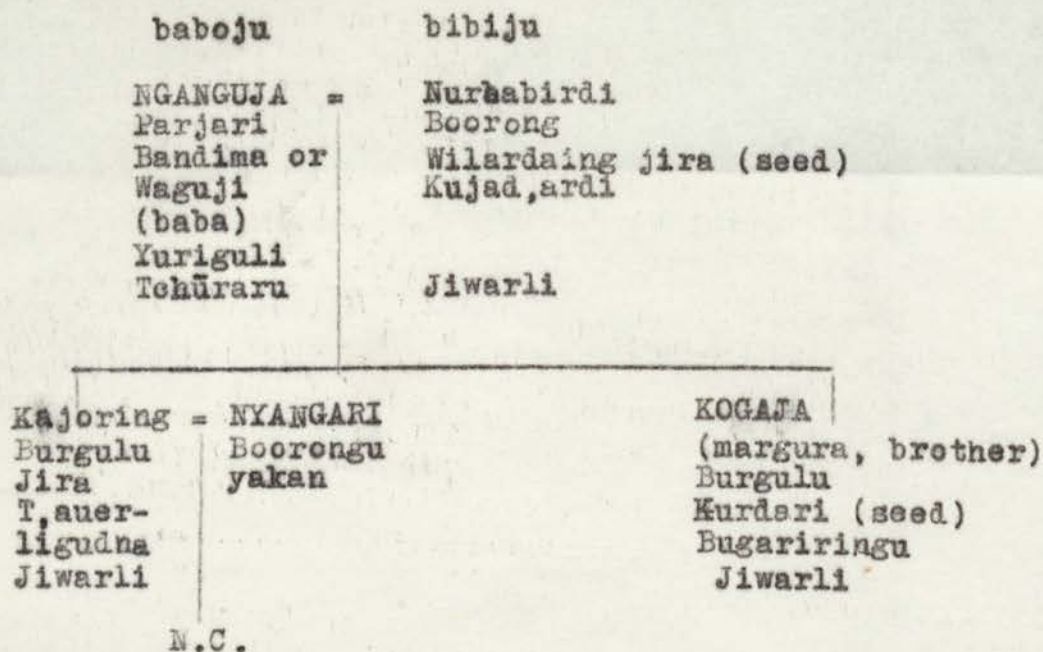 baboju bibiju
NGANGUJA = Nurhabirdi
Parjari Boorong
Bandima or Wilardaing jira (seed)
Waguji Kujad,ardi
(baba)
Yuriguli
Tchūraru Jiwarli
Kajoring = NYANGARI KOGAJA
Burgulu Boorongu (margura, brother)
Jira yakan Burgulu
T,auer- Kurdari (seed)
ligudna Bugariringu
Jiwarli Jiwarli
N.C.